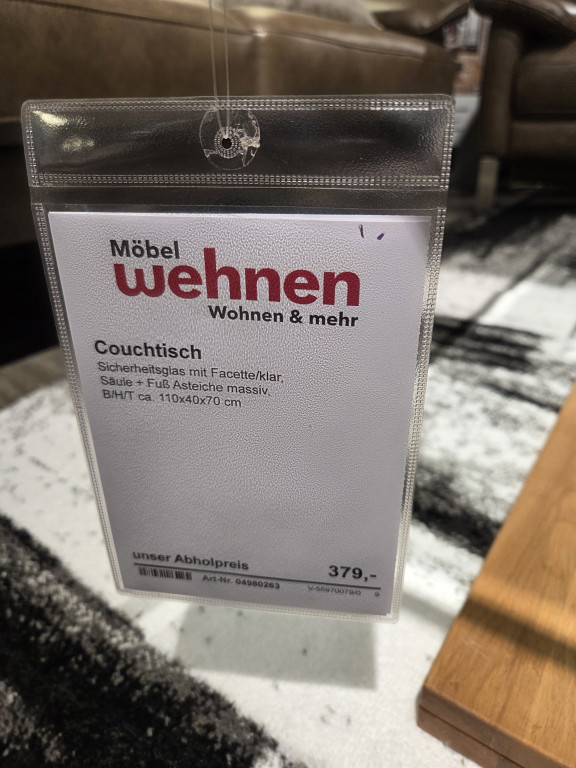 Möbel
wehnen
Wohnen & mehr
Couchtisch
Sicherheitsglas mit Facette/klar,
Säule + Fuß Asteiche massiv,
B/H/T ca. 110x40x70 cm
unser Abholpreis
379,-
Art-Nr. 04980263
9